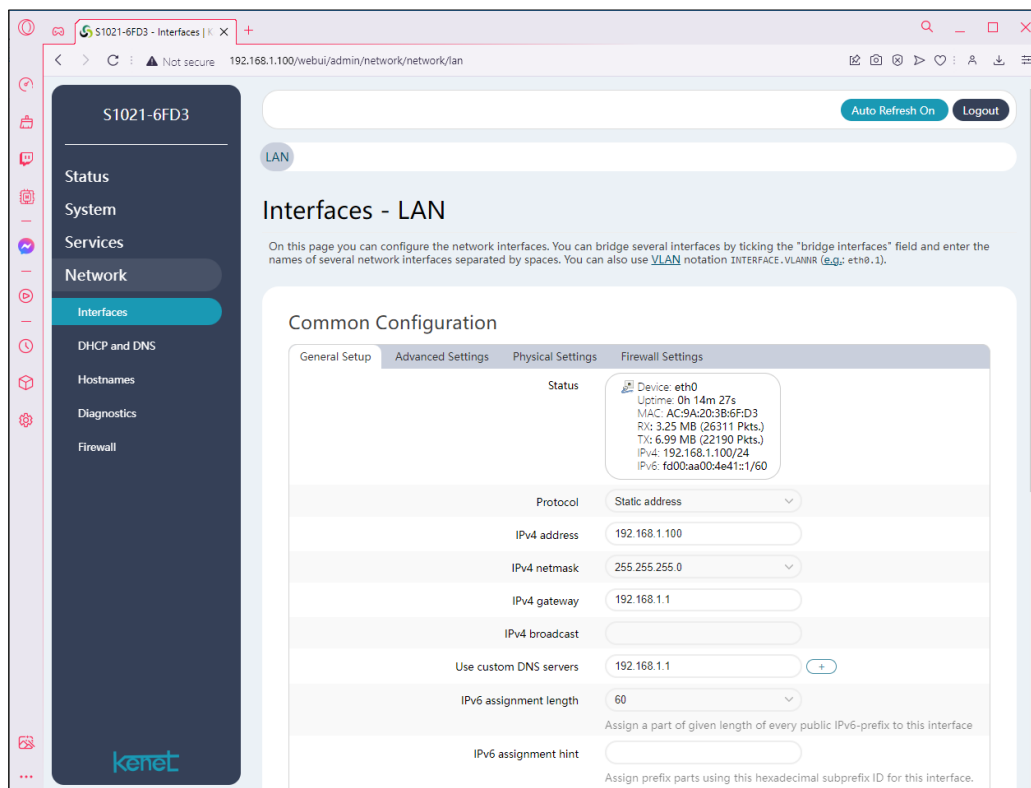 S1021-6FD3 - Interfaces | K
Not secure 192.168.1.100/webui/admin/network/network/lan
S1021-6FD3
Status
System
Services
Network
Interfaces
DHCP and DNS
Hostnames
Diagnostics
Firewall
kenet
Auto Refresh On Logout
LAN
Interfaces - LAN
On this page you can configure the network interfaces. You can bridge several interfaces by ticking the "bridge interfaces" field and enter the
names of several network interfaces separated by spaces. You can also use VLAN notation INTERFACE.VLANNR (e.g.: eth0.1).
Common Configuration
General Setup Advanced Settings Physical Settings Firewall Settings
Status
Device: eth0
Uptime: 0h 14m 27s
MAC: AC:9A:20:3B:6F:D3
RX: 3.25 MB (26311 Pkts.)
TX: 6.99 MB (22190 Pkts.)
IPv4: 192.168.1.100/24
IPv6: fd00:aa00:4e41::1/60
Protocol Static address
IPv4 address 192.168.1.100
IPv4 netmask 255.255.255.0
IPv4 gateway 192.168.1.1
IPv4 broadcast
Use custom DNS servers 192.168.1.1
IPv6 assignment length 60
Assign a part of given length of every public IPv6-prefix to this interface
IPv6 assignment hint
Assign prefix parts using this hexadecimal subprefix ID for this interface.